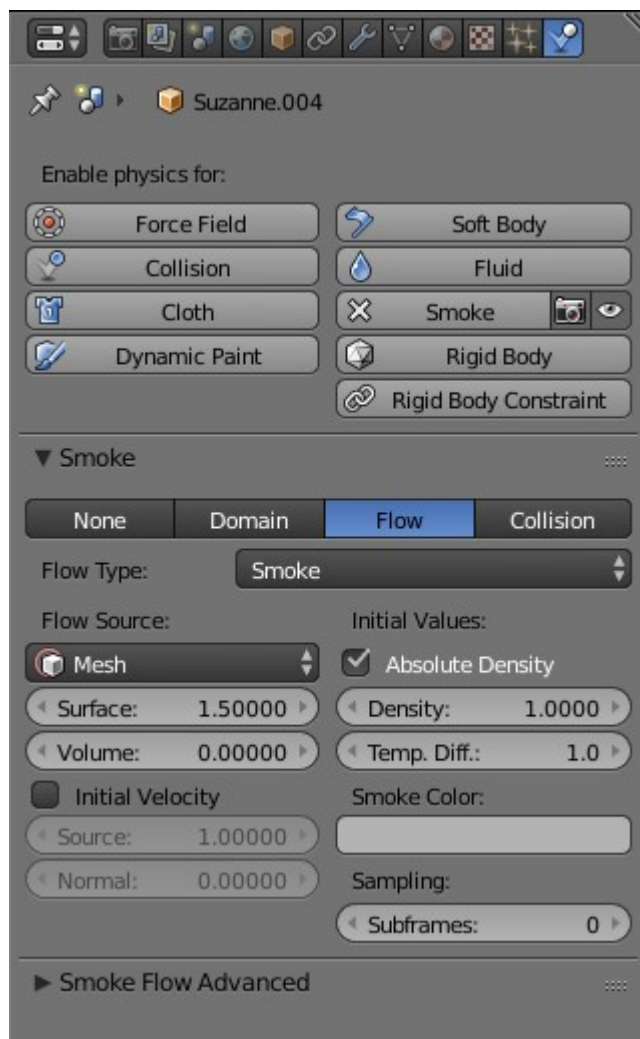 Suzanne.004
Enable physics for:
Force Field Soft Body
Collision Fluid
Cloth Smoke
Dynamic Paint Rigid Body
Rigid Body Constraint
Smoke
None Domain Flow Collision
Flow Type: Smoke
Flow Source: Initial Values:
Mesh Absolute Density
Surface: 1.50000 Density: 1.0000
Volume: 0.00000 Temp. Diff.: 1.0
Initial Velocity Smoke Color:
Source: 1.00000
Normal: 0.00000 Sampling:
Subframes: 0
Smoke Flow Advanced